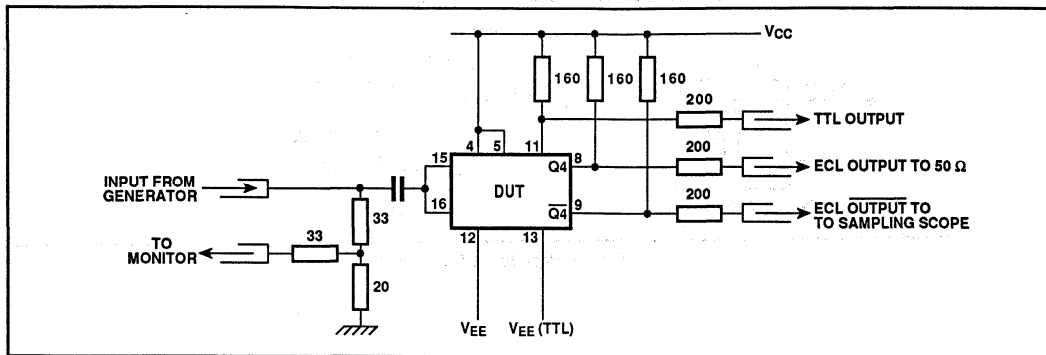 VCC
160
160
160
200
TTL OUTPUT
4
5
11
15
Q4
8
200
ECL OUTPUT TO 50 Ω
INPUT FROM
GENERATOR
DUT
16
Q4
9
200
ECL OUTPUT TO
TO SAMPLING SCOPE
33
TO
MONITOR
33
12
13
20
VEE
VEE (TTL)